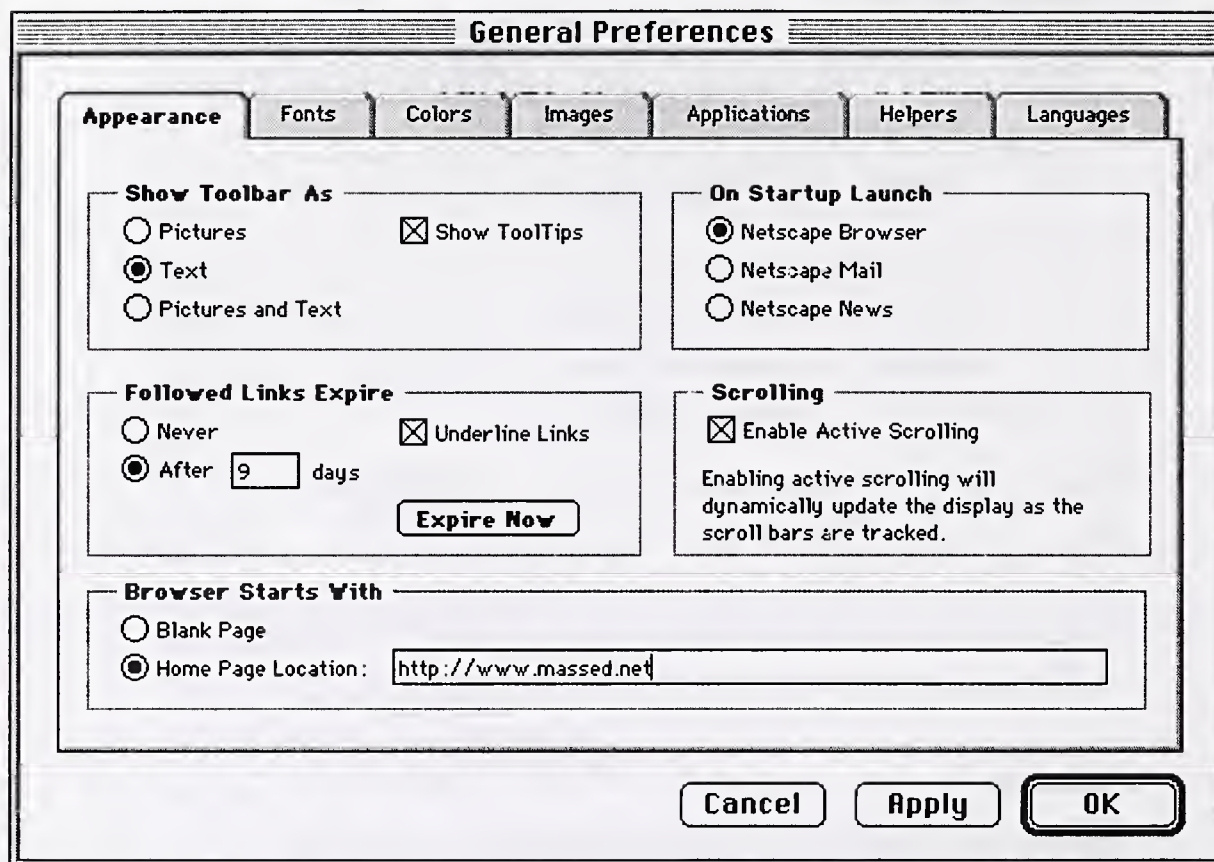 General Preferences
Appearance Fonts Colors Images Applications Helpers Languages
Show Toolbar As
Pictures
Show ToolTips
Text
Pictures and Text
On Startup Launch
Netscape Browser
Netscape Mail
Netscape News
Followed Links Expire
Never
Underline Links
After 9 days
Expire Now
Scrolling
Enable Active Scrolling
Enabling active scrolling will
dynamically update the display as the
scroll bars are tracked.
Browser Starts With
Blank Page
Home Page Location: http://www.massed.net
Cancel Apply OK